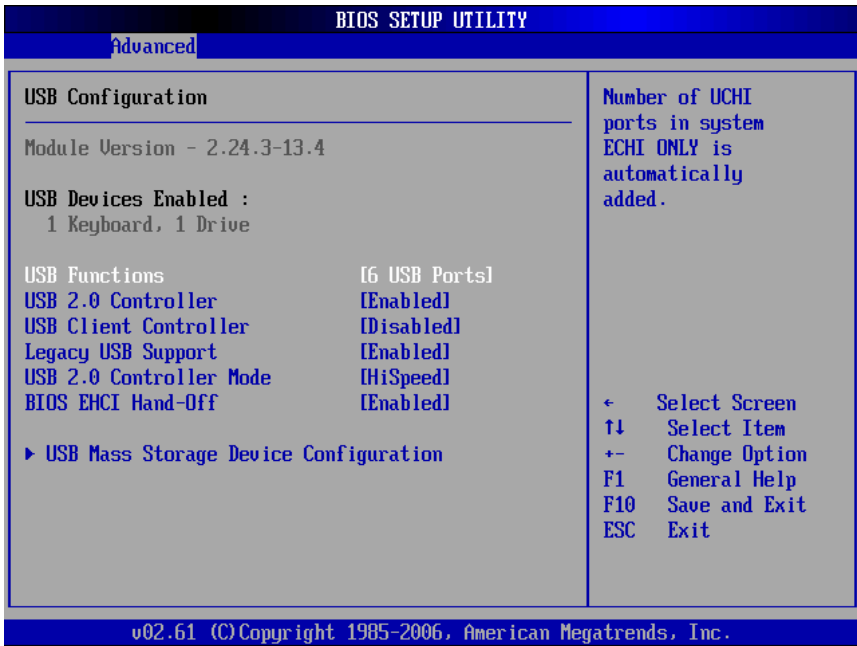 BIOS SETUP UTILITY
Advanced
USB Configuration
Module Version - 2.24.3-13.4
USB Devices Enabled :
1 Keyboard, 1 Drive
USB Functions [6 USB Ports]
USB 2.0 Controller [Enabled]
USB Client Controller [Disabled]
Legacy USB Support [Enabled]
USB 2.0 Controller Mode [HiSpeed]
BIOS EHCI Hand-Off [Enabled]
▶ USB Mass Storage Device Configuration
Number of UCHI
ports in system
ECHI ONLY is
automatically
added.
← Select Screen
↑↓ Select Item
+- Change Option
F1 General Help
F10 Save and Exit
ESC Exit
v02.61 (C)Copyright 1985-2006, American Megatrends, Inc.